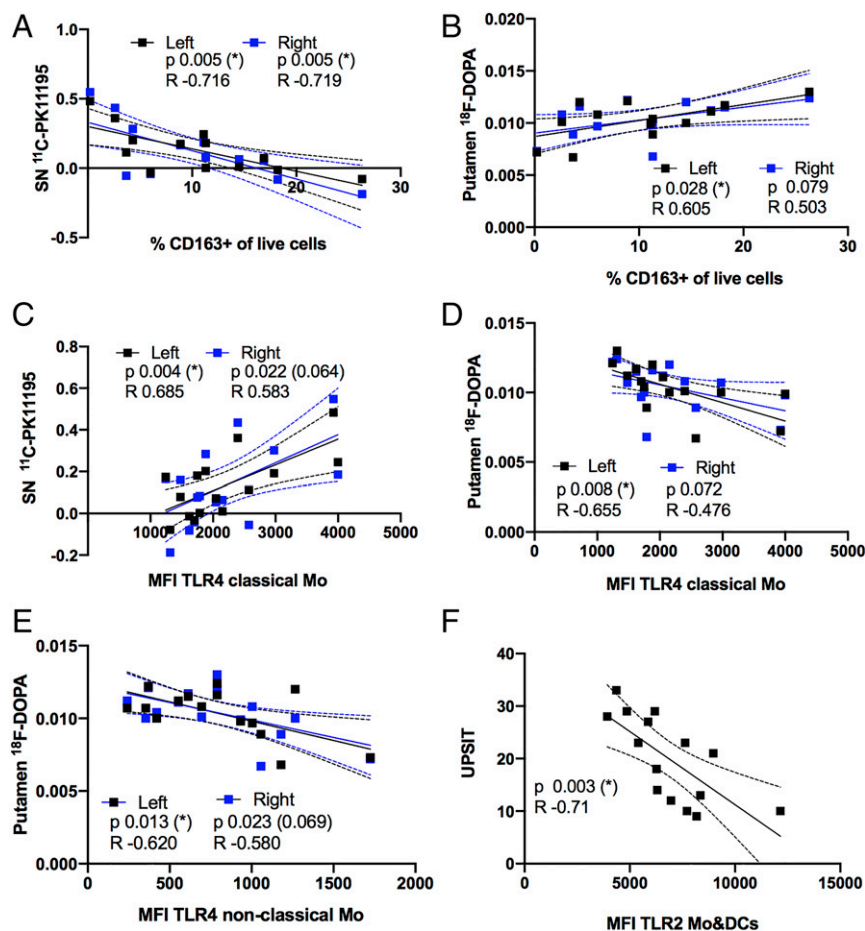 A
Left Right
p 0.005 (*) p 0.005 (*)
R -0.716 R -0.719
1.0
0.5
0.0
-0.5
10 20 30
SN 11C-PK11195
% CD163+ of live cells
B
0.020
0.015
0.010
0.005
0.000
0 10 20 30
Putamen 18F-DOPA
Left Right
p 0.028 (*) p 0.079
R 0.605 R 0.503
% CD163+ of live cells
C
0.8
0.6
0.4
0.2
0.0
-0.2
Left Right
p 0.004 (*) p 0.022 (0.064)
R 0.685 R 0.583
1000 2000 3000 4000 5000
SN 11C-PK11195
MFI TLR4 classical Mo
D
0.020
0.015
0.010
0.005
0.000
Left Right
p 0.008 (*) p 0.072
R -0.655 R -0.476
0 1000 2000 3000 4000 5000
Putamen 18F-DOPA
MFI TLR4 classical Mo
E
0.015
0.010
0.005
0.000
Left Right
p 0.013 (*) p 0.023 (0.069)
R -0.620 R -0.580
0 500 1000 1500 2000
Putamen 18F-DOPA
MFI TLR4 non-classical Mo
F
40
30
20
10
0
p 0.003 (*)
R -0.71
0 5000 10000 15000
UPSIT
MFI TLR2 Mo&DCs